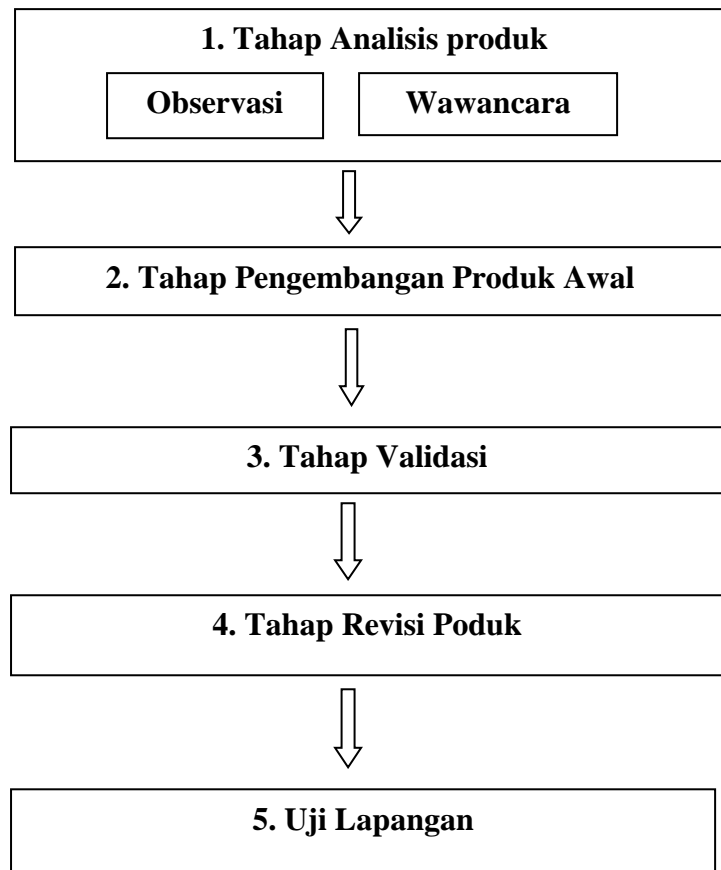 1. Tahap Analisis produk
Observasi
Wawancara
2. Tahap Pengembangan Produk Awal
3. Tahap Validasi
4. Tahap Revisi Poduk
5. Uji Lapangan